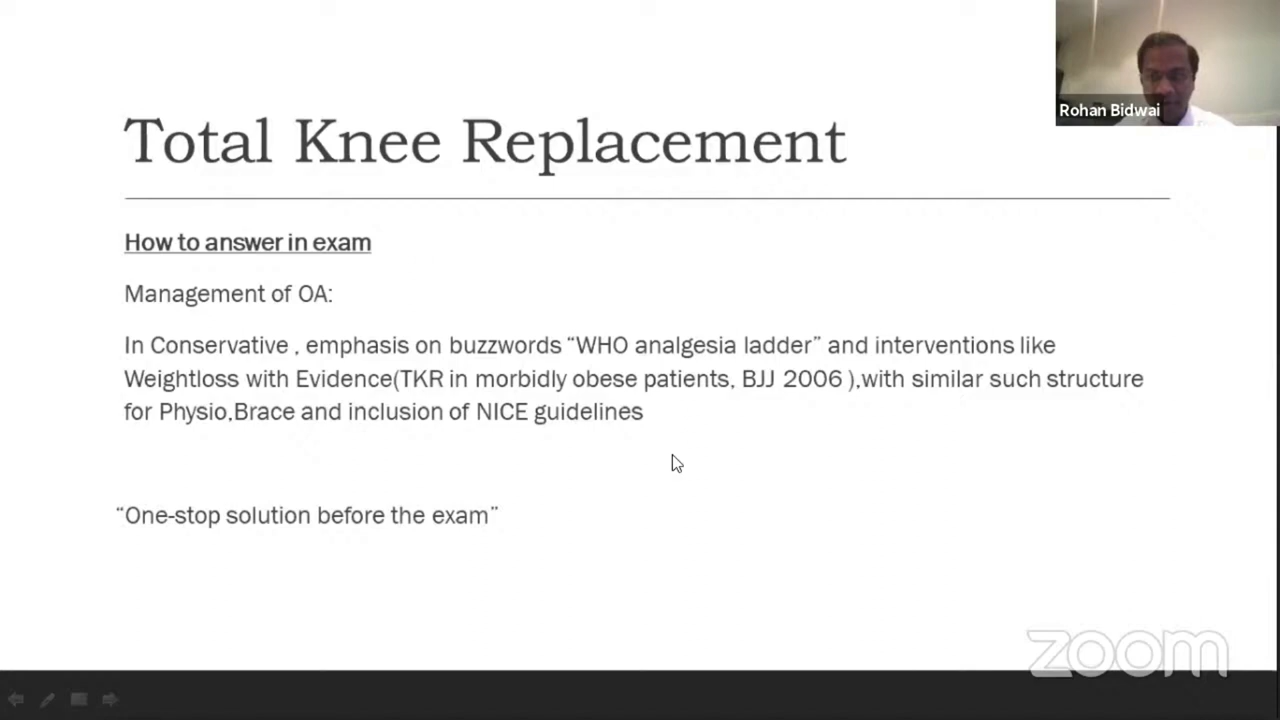 Rohan Bidwai
Total Knee Replacement
How to answer in exam
Management of OA:
In Conservative , emphasis on buzzwords “WHO analgesia ladder” and interventions like
Weightloss with Evidence(TKR in morbidly obese patients, BJJ 2006 ),with similar such structure
for Physio,Brace and inclusion of NICE guidelines
“One-stop solution before the exam”
zoom